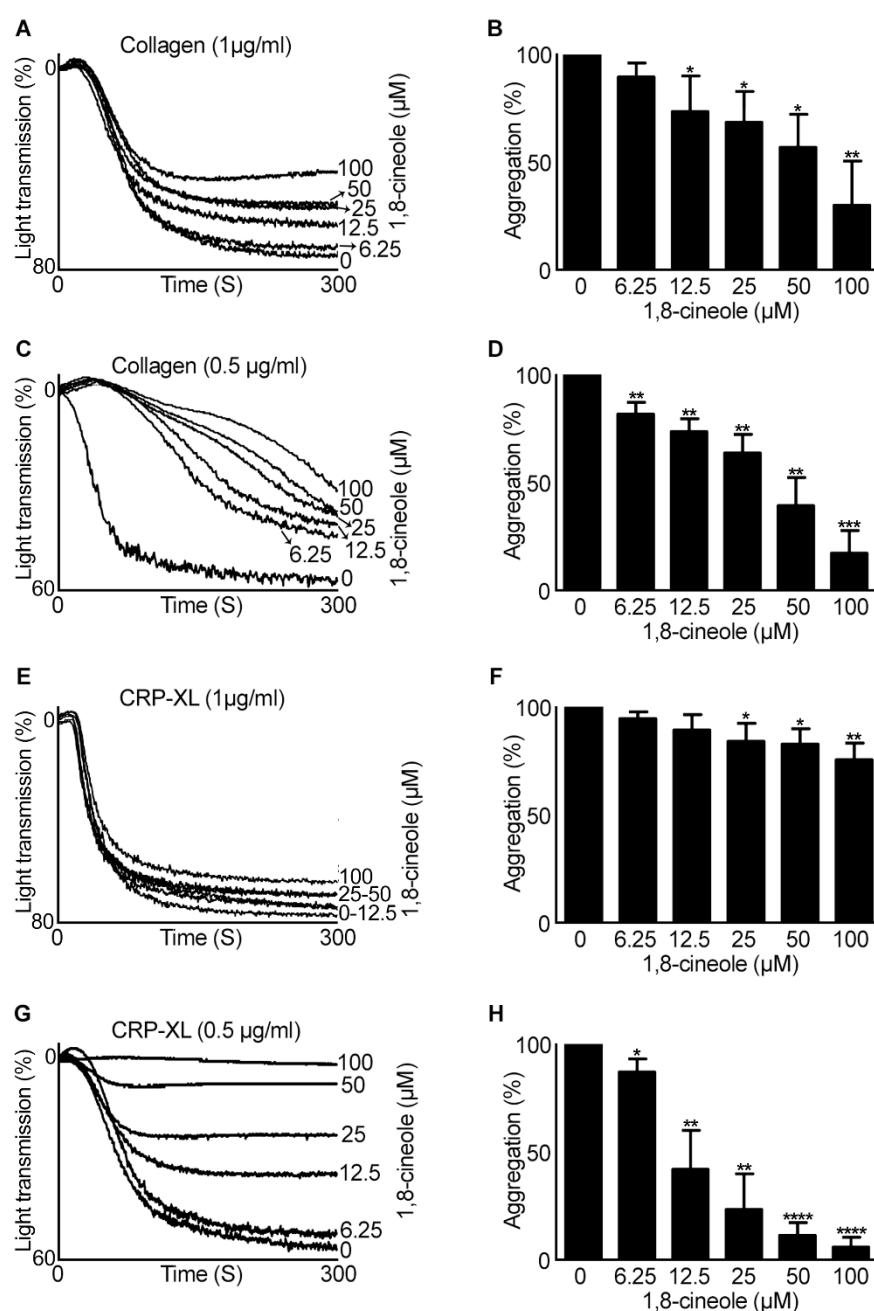 A
Collagen (1µg/ml)
Light transmission (%)
0
80
100
50
25
12.5
6.25
0
1,8-cineole (µM)
0
Time (S)
300
B
Aggregation (%)
100
50
0
*
*
*
**
0 6.25 12.5 25 50 100
1,8-cineole (µM)
C
Collagen (0.5 µg/ml)
Light transmission (%)
0
60
100
50
25
12.5
6.25
0
1,8-cineole (µM)
0
Time (S)
300
D
Aggregation (%)
100
50
0
**
**
**
**
***
0 6.25 12.5 25 50 100
1,8-cineole (µM)
E
CRP-XL (1µg/ml)
Light transmission (%)
0
80
100
25-50
0-12.5
1,8-cineole (µM)
0
Time (S)
300
F
Aggregation (%)
100
50
0
*
*
**
0 6.25 12.5 25 50 100
1,8-cineole (µM)
G
CRP-XL (0.5 µg/ml)
Light transmission (%)
0
60
100
50
25
12.5
6.25
0
1,8-cineole (µM)
0
Time (S)
300
H
Aggregation (%)
100
50
0
*
**
**
****
****
0 6.25 12.5 25 50 100
1,8-cineole (µM)